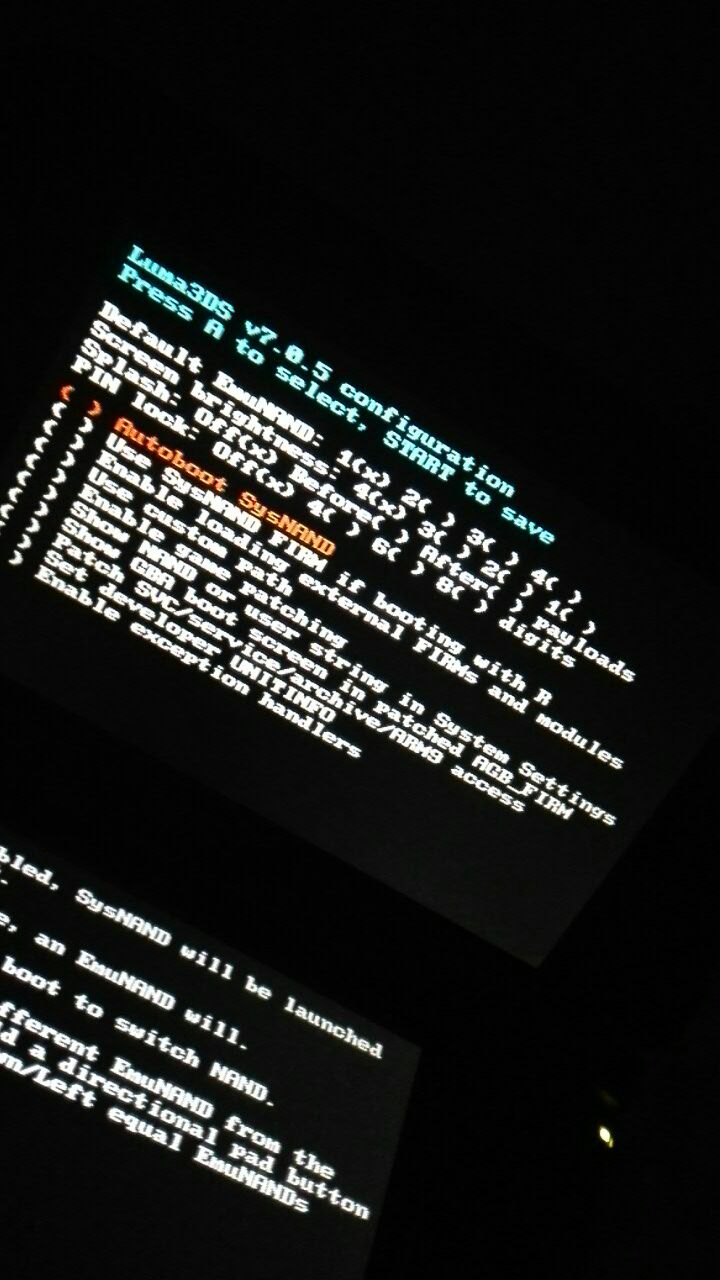 Luma3DS v7.0.5 configuration
Press A to select, START to save
Default EmuNAND: 1(x) 2( ) 3( ) 4( )
Screen brightness: 4(x) 3( ) 2( ) 1( )
Splash: Off(x) Before( ) After( ) payloads
PIN lock: Off(x) 4( ) 6( ) 8( ) digits
( ) Autoboot SysNAND
( ) Use SysNAND FIRM if booting with R
( ) Enable loading external FIRMs and modules
( ) Use custom path
( ) Enable game patching
( ) Show NAND or user string in System Settings
( ) Show GBA boot screen in patched AGB_FIRM
( ) Patch SVC/service/archive/ARM9 access
) Set developer UNITINFO
) Enable exception handlers
bled, SysNAND will be launched
e, an EmuNAND will.
boot to switch NAND.
fferent EmuNAND from the
ld a directional pad button
wn/Left equal EmuNANDs